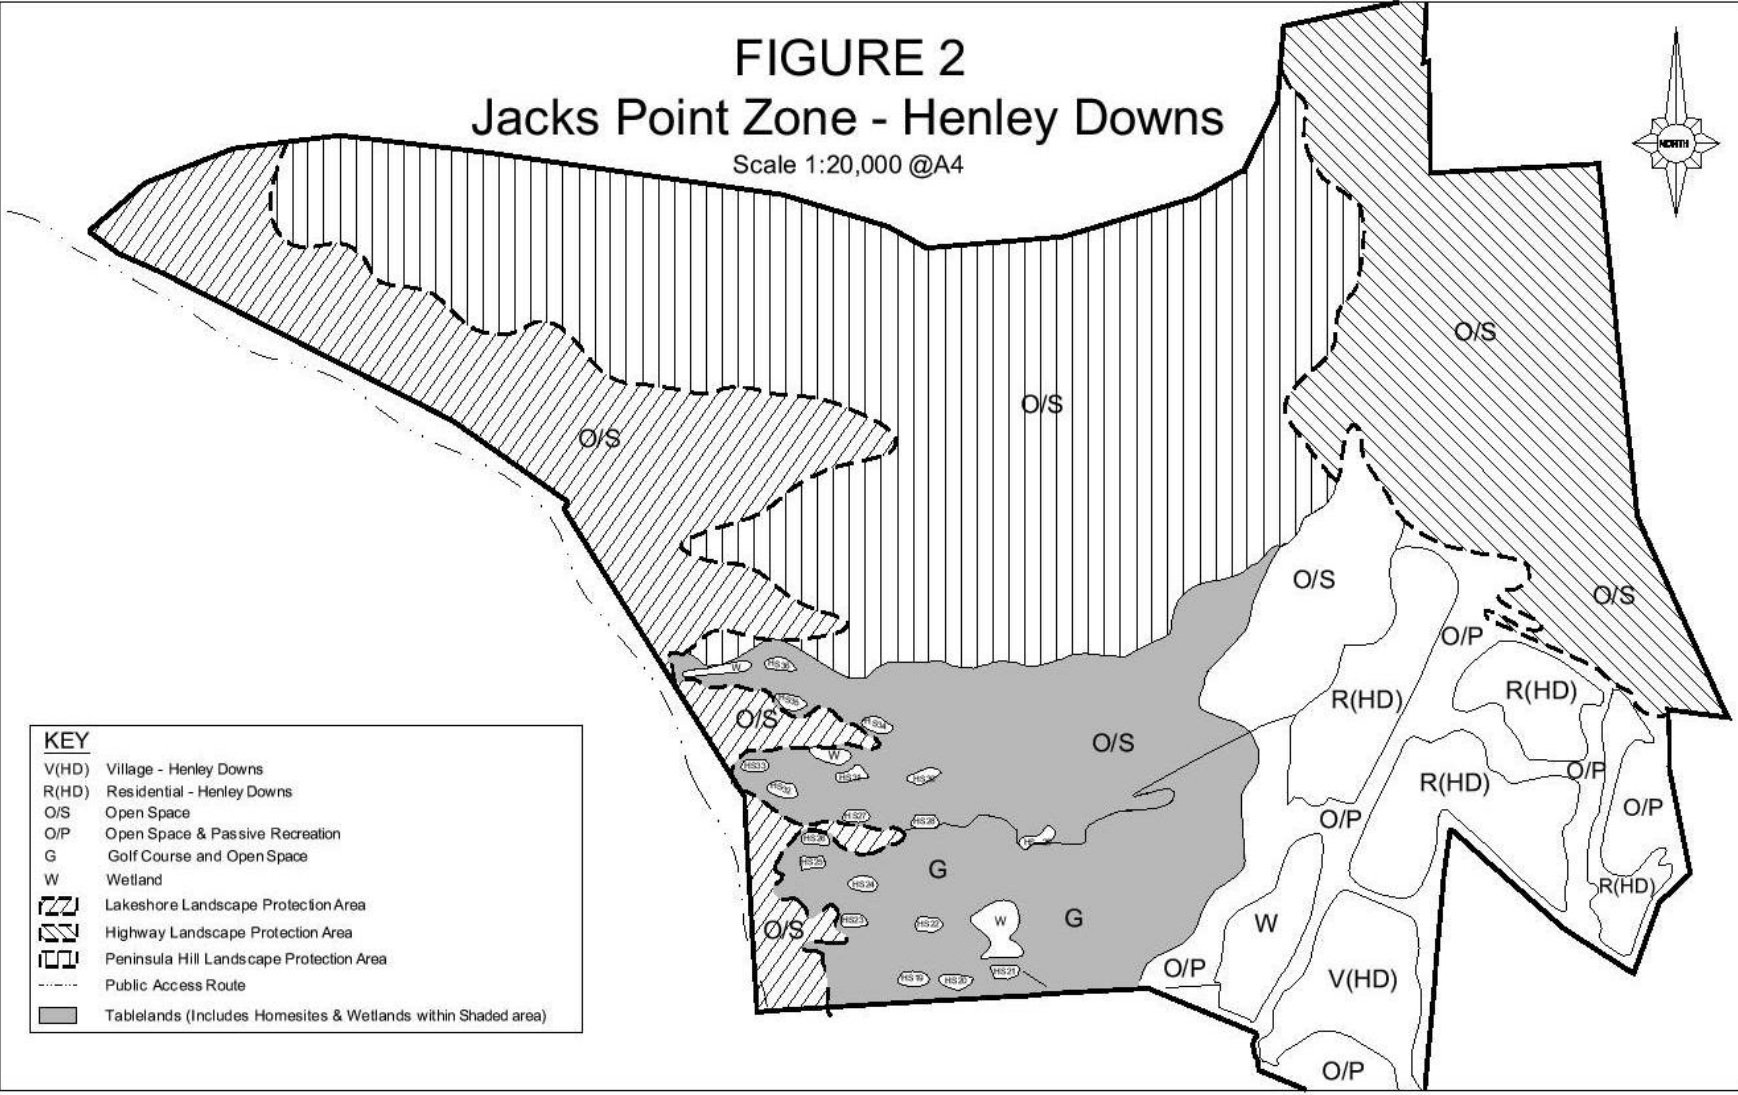 FIGURE 2
Jacks Point Zone - Henley Downs
Scale 1:20,000 @A4
NORTH
O/S
O/S
O/S
O/S
O/S
O/P
R(HD)
R(HD)
W
HS36
HS35
O/S
HS34
O/S
W
HS33
HS32
O/P
R(HD)
O/P
O/P
HS27
HS28
HS26
HS25
G
HS24
R(HD)
HS23
HS22
W
G
W
O/S
HS19
HS20
HS21
O/P
V(HD)
O/P
KEY
V(HD) Village - Henley Downs
R(HD) Residential - Henley Downs
O/S Open Space
O/P Open Space & Passive Recreation
G Golf Course and Open Space
W Wetland
Lakeshore Landscape Protection Area
Highway Landscape Protection Area
Peninsula Hill Landscape Protection Area
Public Access Route
Tablelands (Includes Homesites & Wetlands within Shaded area)